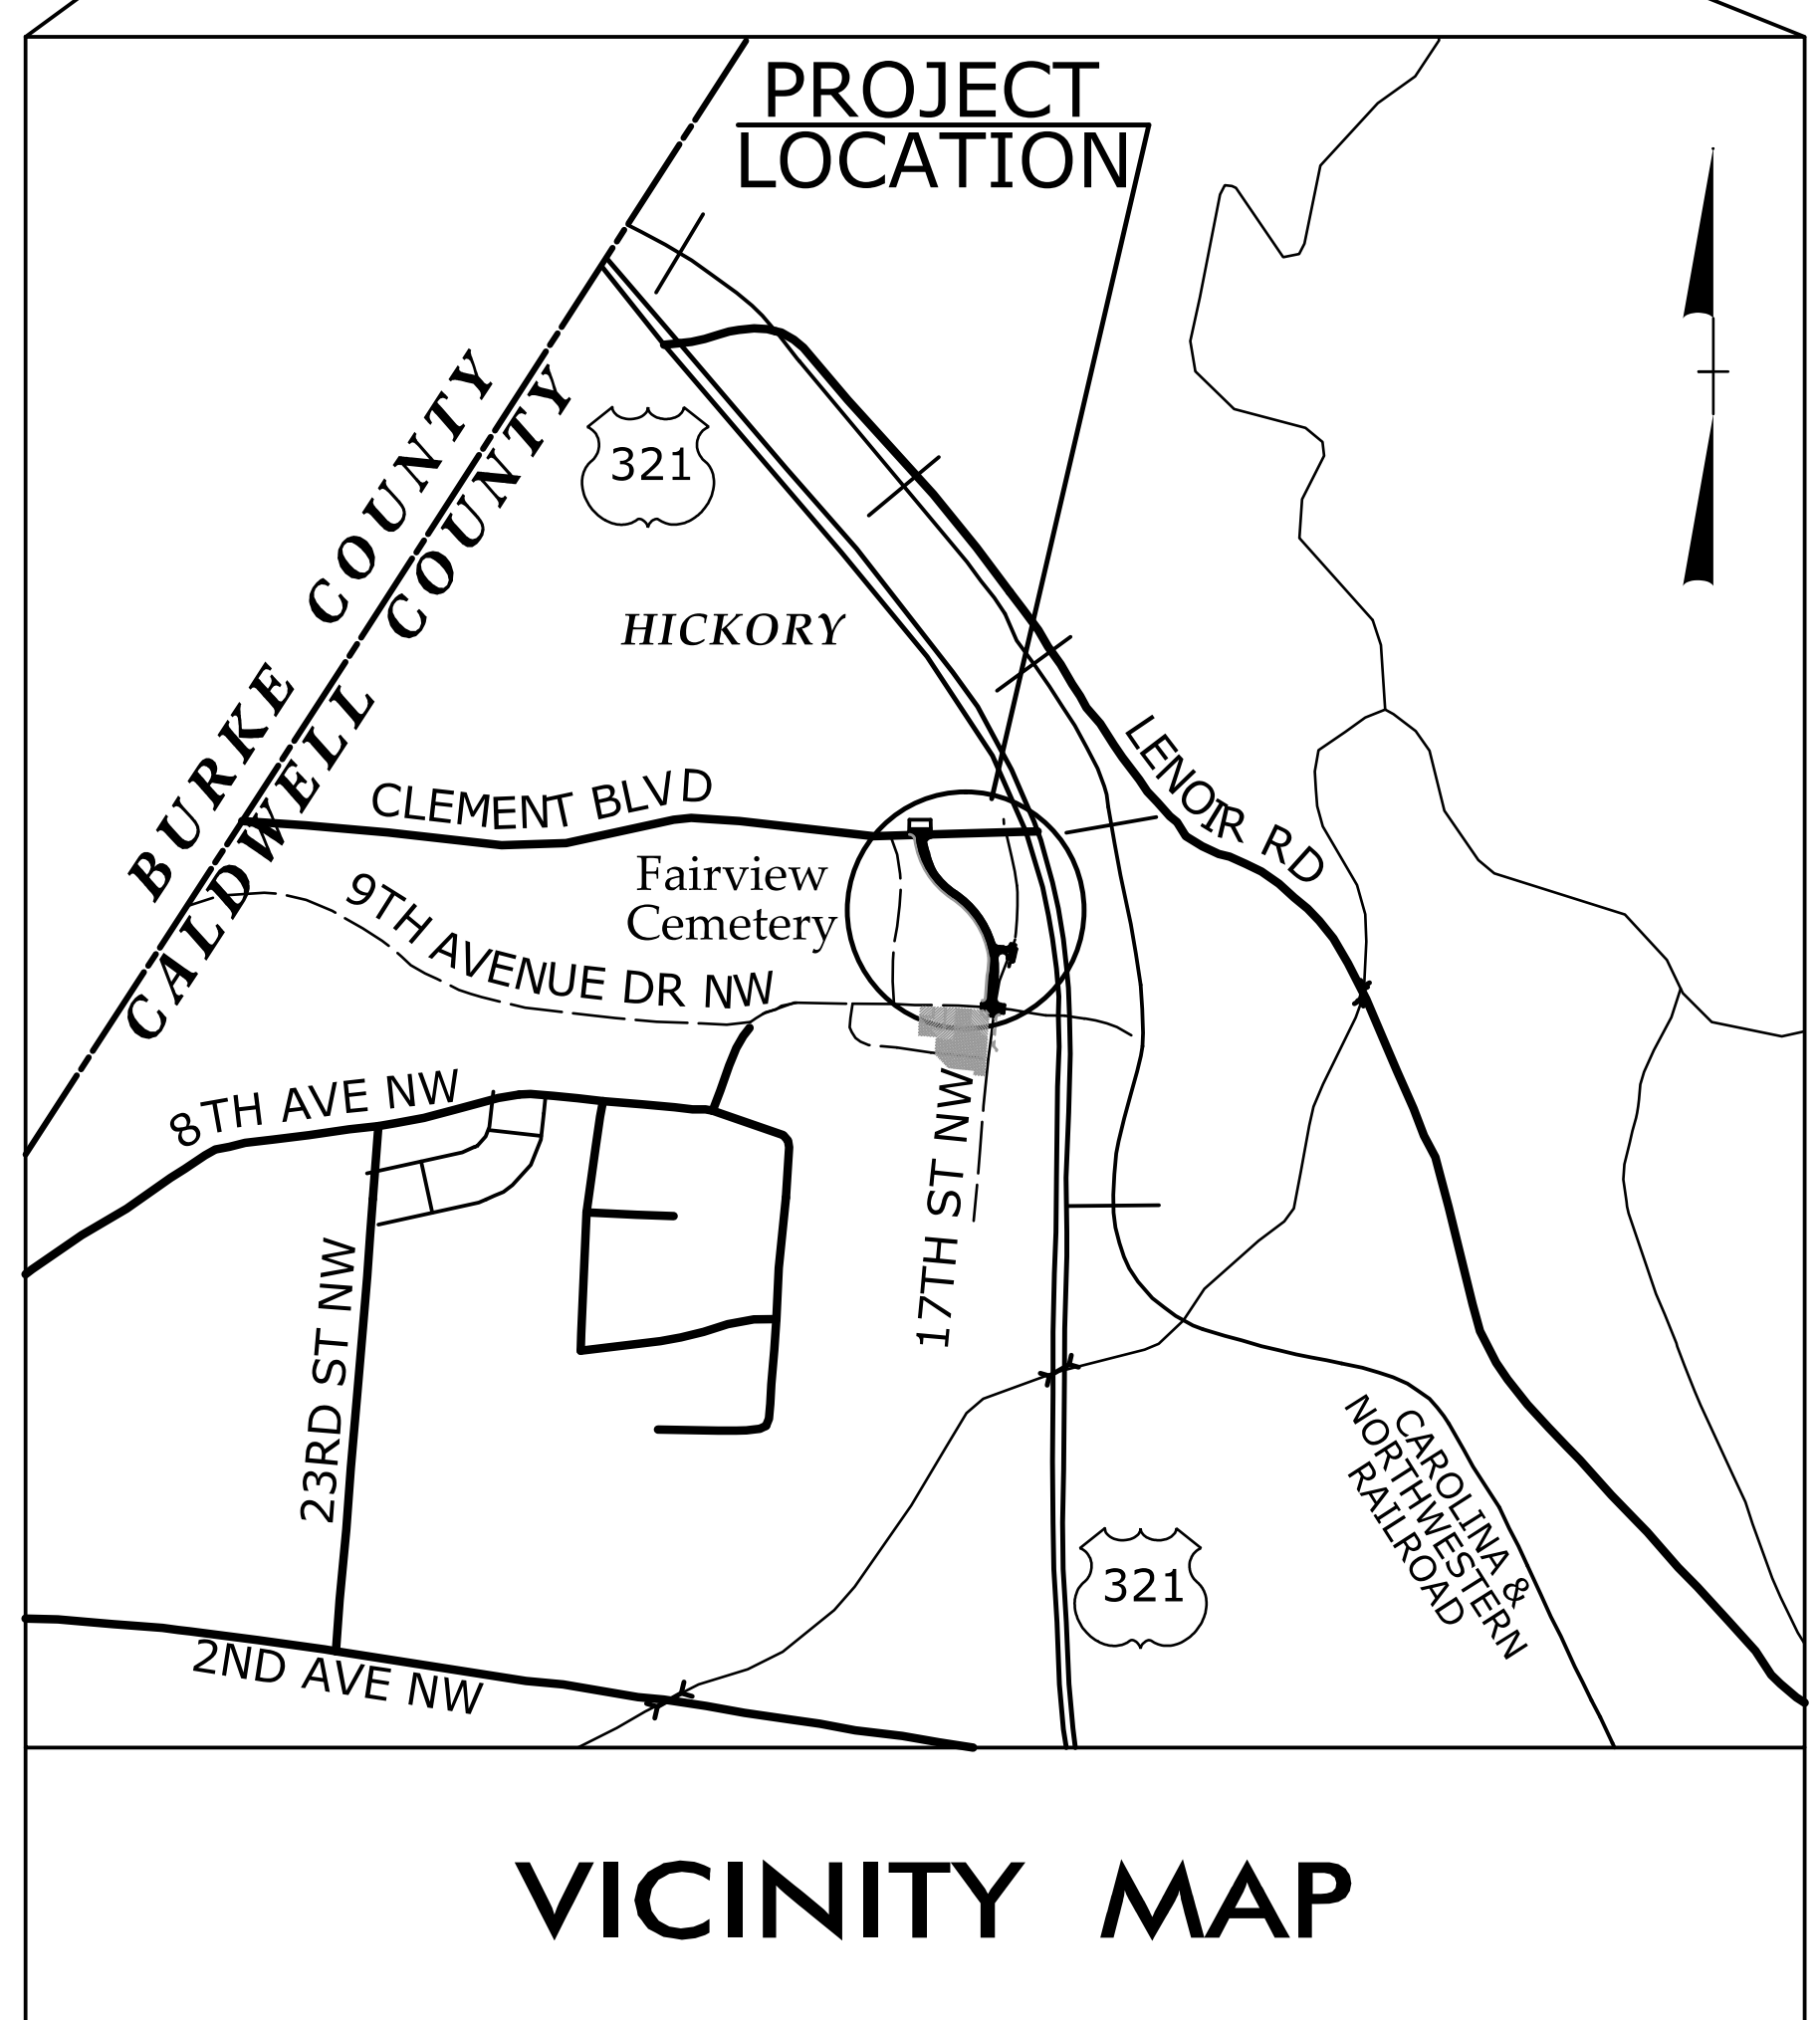 PROJECT
LOCATION
321
BURKE COUNTY
CALDWELL COUNTY
HICKORY
LENOIR RD
CLEMENT BLVD
Fairview
Cemetery
9TH AVENUE DR NW
8TH AVE NW
17TH ST NW
23RD ST NW
CAROLINA &
NORTHWESTERN
RAILROAD
321
2ND AVE NW
VICINITY MAP